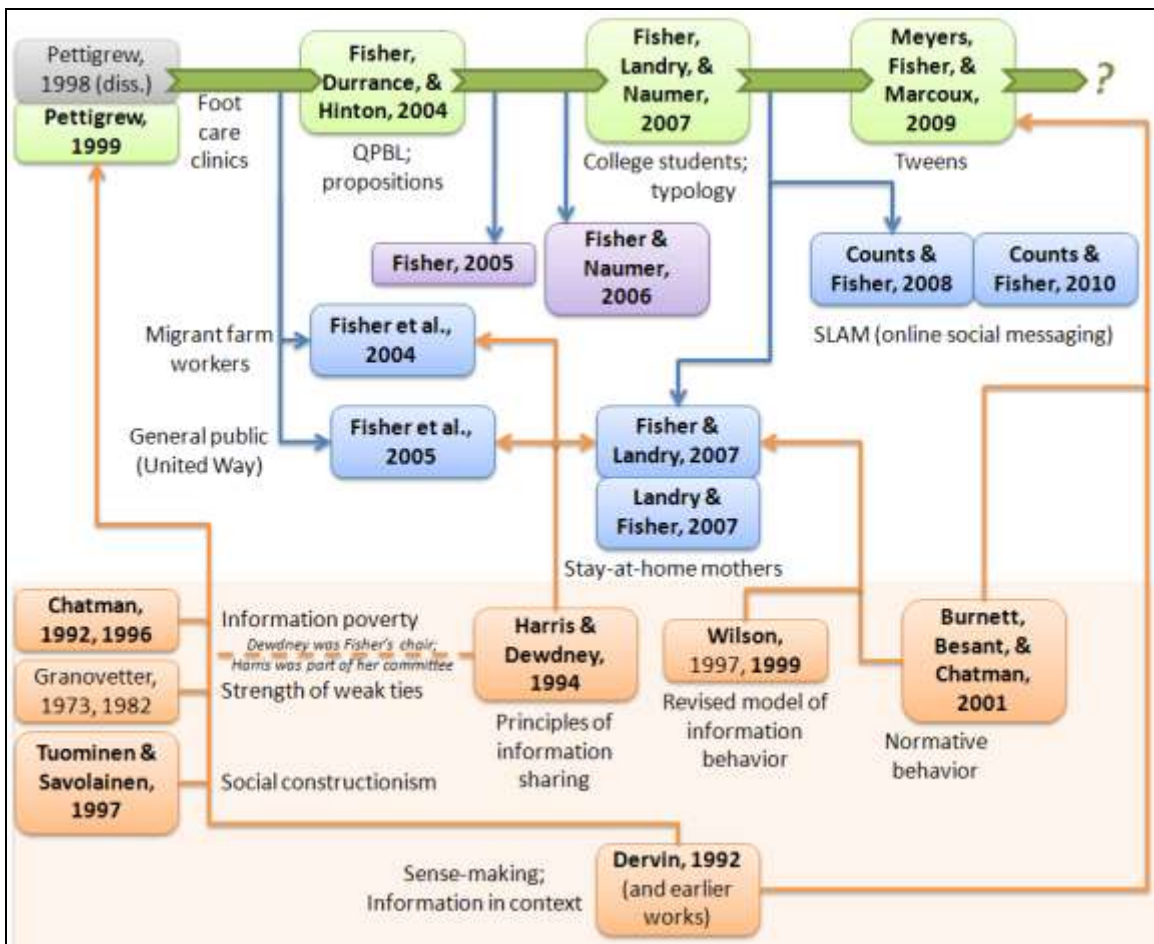 Pettigrew,
1998 (diss.)
Pettigrew,
1999
Foot
care
clinics
Fisher,
Durrance, &
Hinton, 2004
QPBL;
propositions
Fisher,
Landry, &
Naumer,
2007
College students;
typology
Meyers,
Fisher, &
Marcoux,
2009
Tweens
?
Fisher, 2005
Fisher &
Naumer,
2006
Counts &
Fisher, 2008
Counts &
Fisher, 2010
SLAM (online social messaging)
Migrant farm
workers
Fisher et al.,
2004
General public
(United Way)
Fisher et al.,
2005
Fisher &
Landry, 2007
Landry &
Fisher, 2007
Stay-at-home mothers
Chatman,
1992, 1996
Information poverty
Dewdney was Fisher's chair;
Harris was part of her committee
Granovetter,
1973, 1982
Strength of weak ties
Tuominen &
Savolainen,
1997
Social constructionism
Harris &
Dewdney,
1994
Principles of
information
sharing
Wilson,
1997, 1999
Revised model of
information
behavior
Burnett,
Besant, &
Chatman,
2001
Normative
behavior
Sense-making;
Information in context
Dervin, 1992
(and earlier
works)